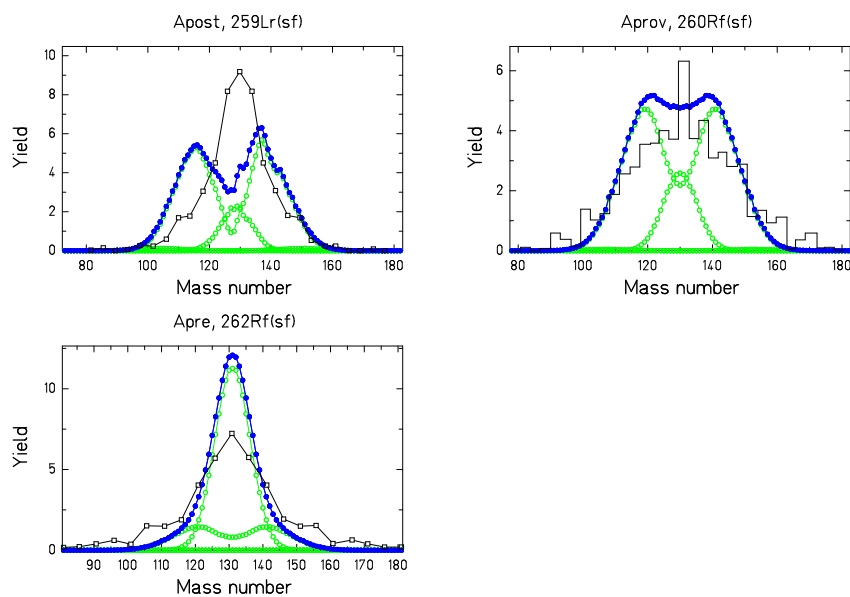 Apost, 259Lr(sf)
10
8
6
4
2
0
Yield
80 100 120 140 160 180
Mass number
Aprov, 260Rf(sf)
6
4
2
0
Yield
80 100 120 140 160 180
Mass number
Apre, 262Rf(sf)
10
5
0
Yield
90 100 110 120 130 140 150 160 170 180
Mass number